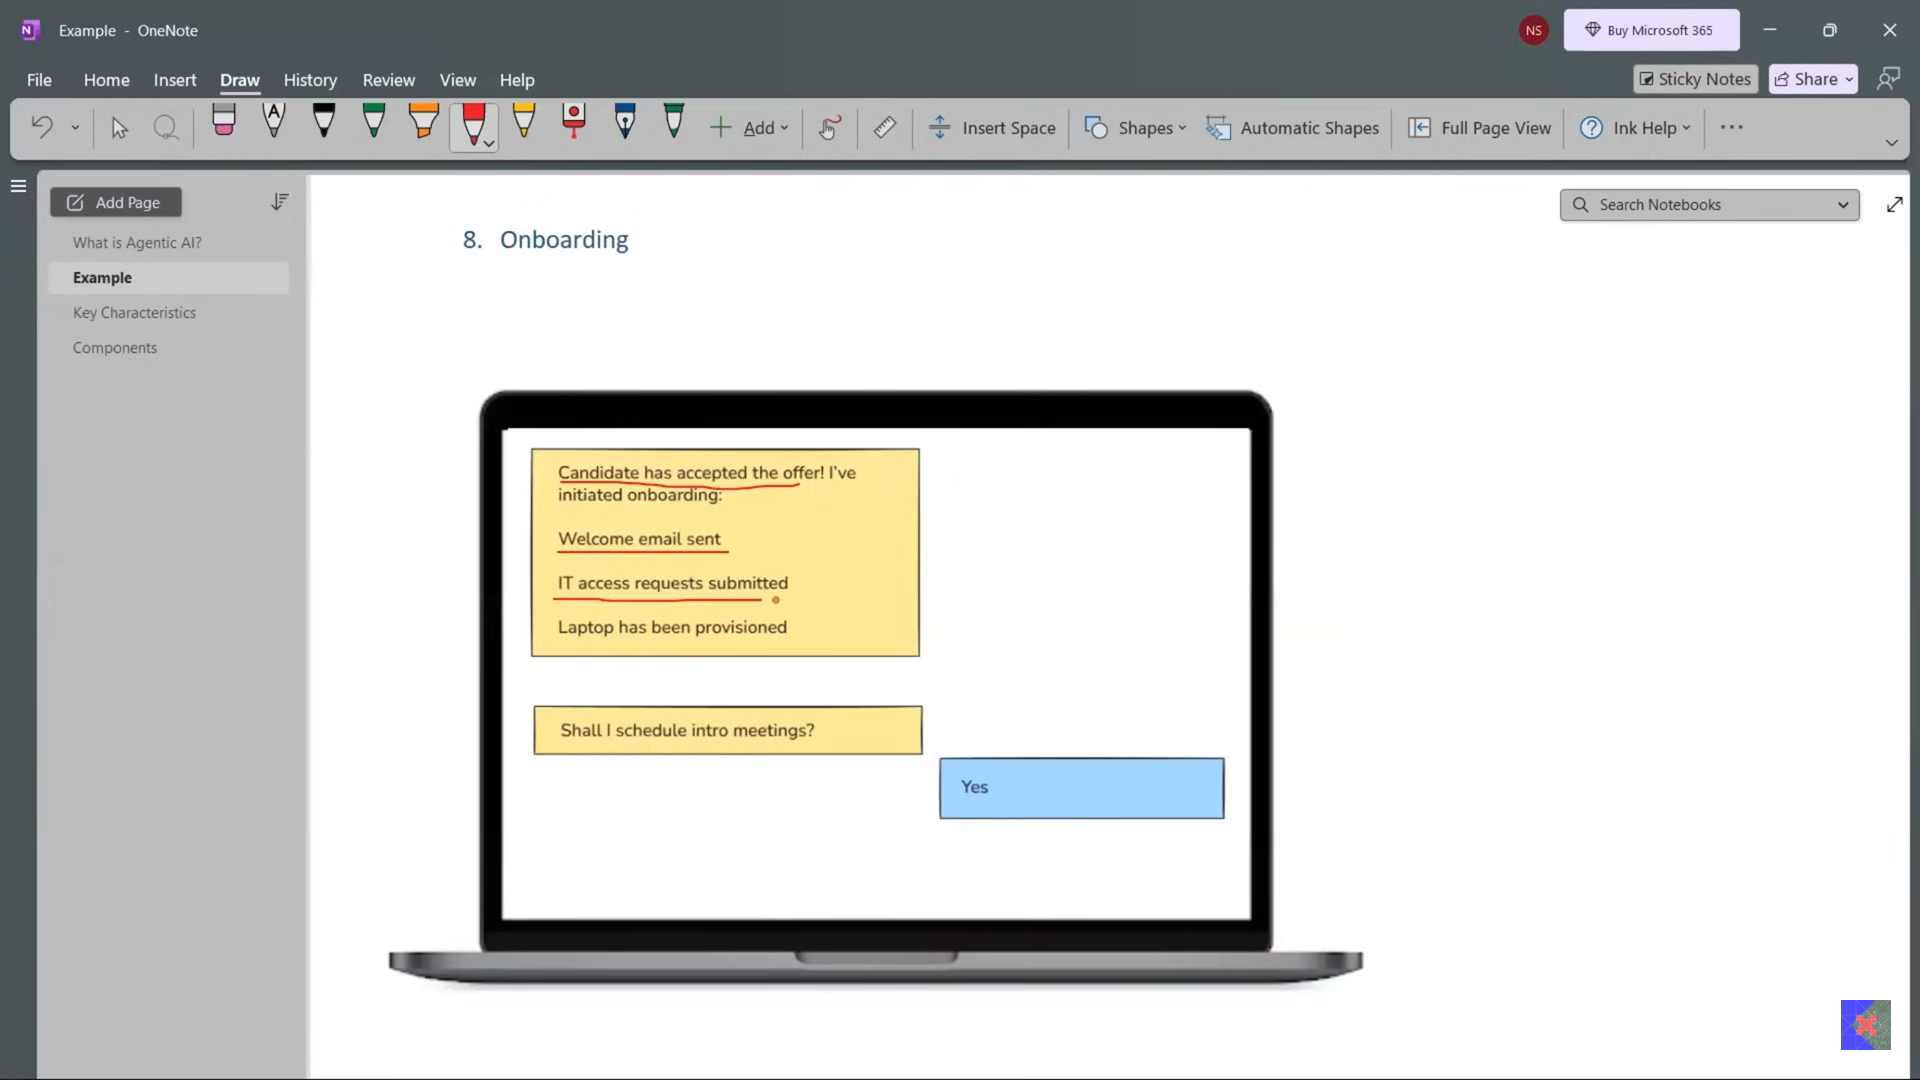 Example - OneNote
NS
Buy Microsoft 365
File
Home
Insert
Draw
History
Review
View
Help
Sticky Notes
Share
Add
Insert Space
Shapes
Automatic Shapes
Full Page View
Ink Help
Add Page
Search Notebooks
What is Agentic AI?
Example
Key Characteristics
Components
8. Onboarding
Candidate has accepted the offer! I've
initiated onboarding:
Welcome email sent
IT access requests submitted
Laptop has been provisioned
Shall I schedule intro meetings?
Yes